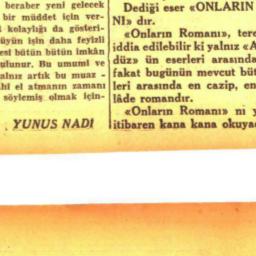 beraber yeni gelecek
bir müddet için ver-
kolaylığı da gösteri-
üyün işin daha feyizli
esi bütün bütün imkân
ulunur. Bu umumî ve
yalnız artık bu muaz -
hî el atmanın zamanı
söylemiş olmak için-
YUNUS NADI
Dediği eser «ONLARIN
NI» dır.
«Onların Romanı», tere
iddia edilebilir ki yalnız «A
düz» ün eserleri arasında
fakat bugünün mevcut büt
leri arasında en cazip, en
lâde romandır.
«Onların Romanı» nı y
itibaren kana kana okuyac